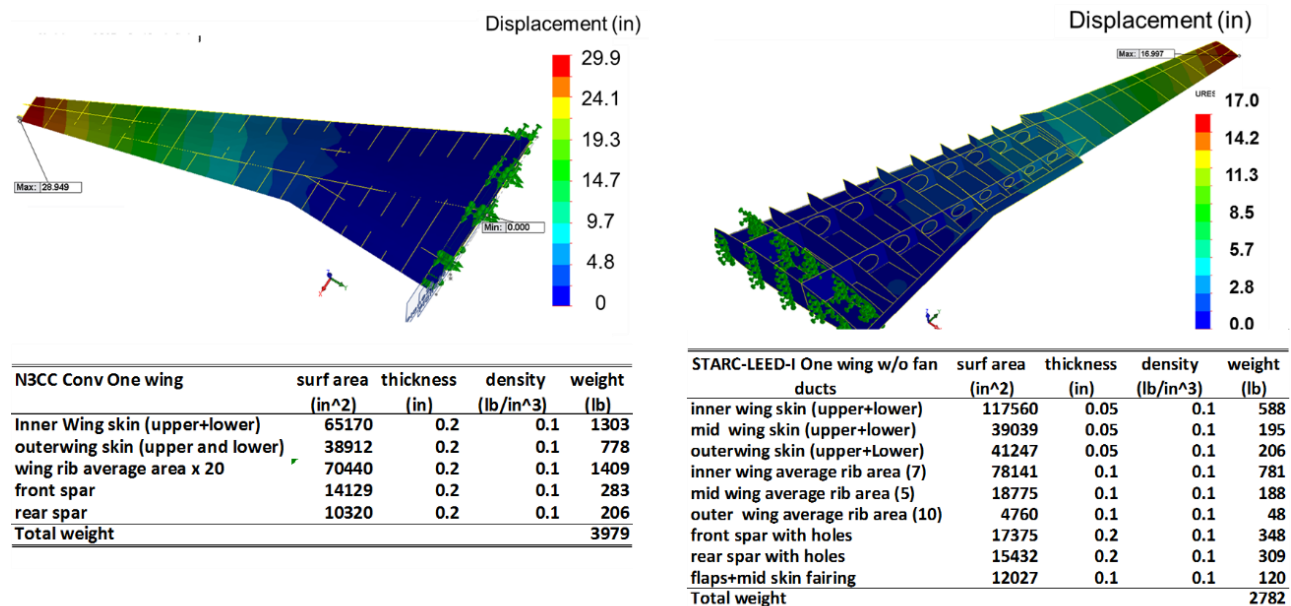 Displacement (in)
29.9
24.1
19.3
14.7
9.7
4.8
0
Max: 28.949
Min: 0.000
Displacement (in)
Max: 16.997
URES
17.0
14.2
11.3
8.5
5.7
2.8
0.0
N3CC Conv One wing surf area thickness density weight
(in^2) (in) (lb/in^3) (lb)
Inner Wing skin (upper+lower) 65170 0.2 0.1 1303
outerwing skin (upper and lower) 38912 0.2 0.1 778
wing rib average area x 20 70440 0.2 0.1 1409
front spar 14129 0.2 0.1 283
rear spar 10320 0.2 0.1 206
Total weight 3979
STARC-LEED-I One wing w/o fan surf area thickness density weight
ducts (in^2) (in) (lb/in^3) (lb)
inner wing skin (upper+lower) 117560 0.05 0.1 588
mid wing skin (upper+lower) 39039 0.05 0.1 195
outerwing skin (upper+Lower) 41247 0.05 0.1 206
inner wing average rib area (7) 78141 0.1 0.1 781
mid wing average rib area (5) 18775 0.1 0.1 188
outer wing average rib area (10) 4760 0.1 0.1 48
front spar with holes 17375 0.2 0.1 348
rear spar with holes 15432 0.2 0.1 309
flaps+mid skin fairing 12027 0.1 0.1 120
Total weight 2782